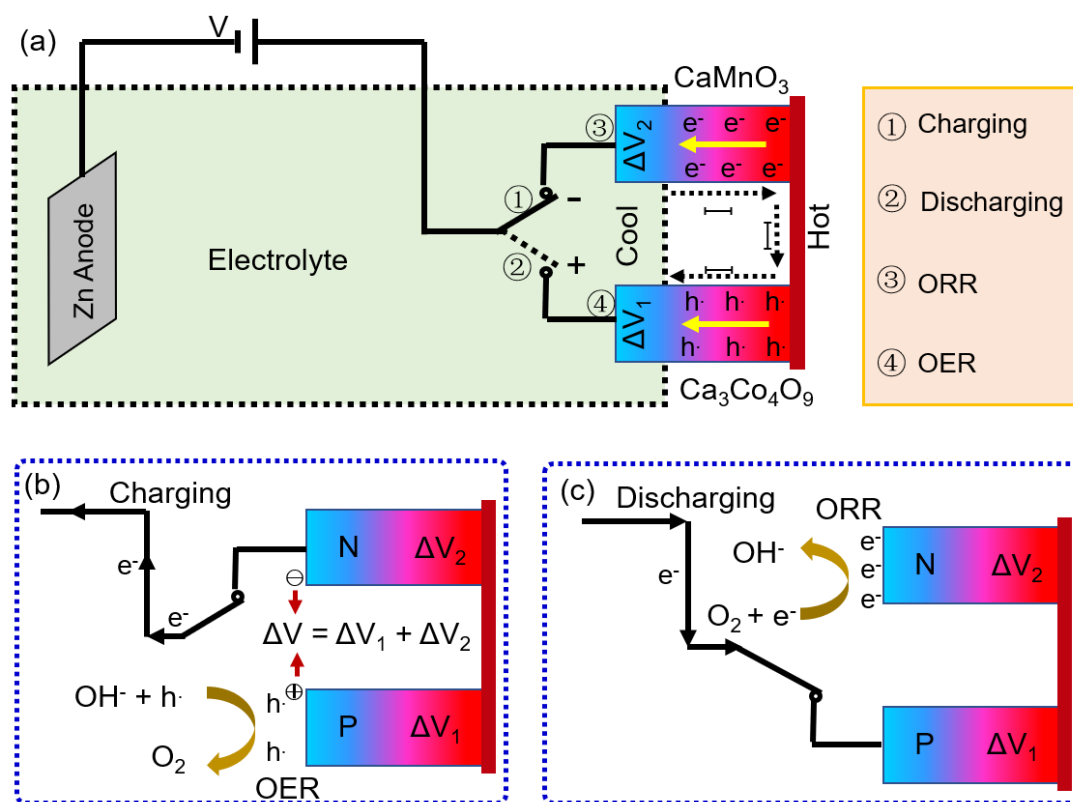 (a)
V
CaMnO₃
③
ΔV₂
e⁻ e⁻ e⁻
e⁻ e⁻ e⁻
① Charging
② Discharging
③ ORR
④ OER
Zn Anode
Electrolyte
①
-
②
+
Cool
Hot
④
ΔV₁
h· h· h·
h· h· h·
Ca₃Co₄O₉
(b)
Charging
e⁻
e⁻
N ΔV₂
⊖
ΔV = ΔV₁ + ΔV₂
⊕
OH⁻ + h·
h·
h·
O₂
OER
P ΔV₁
(c)
Discharging
e⁻
ORR
OH⁻
e⁻
e⁻
e⁻
O₂ + e⁻
N ΔV₂
P ΔV₁